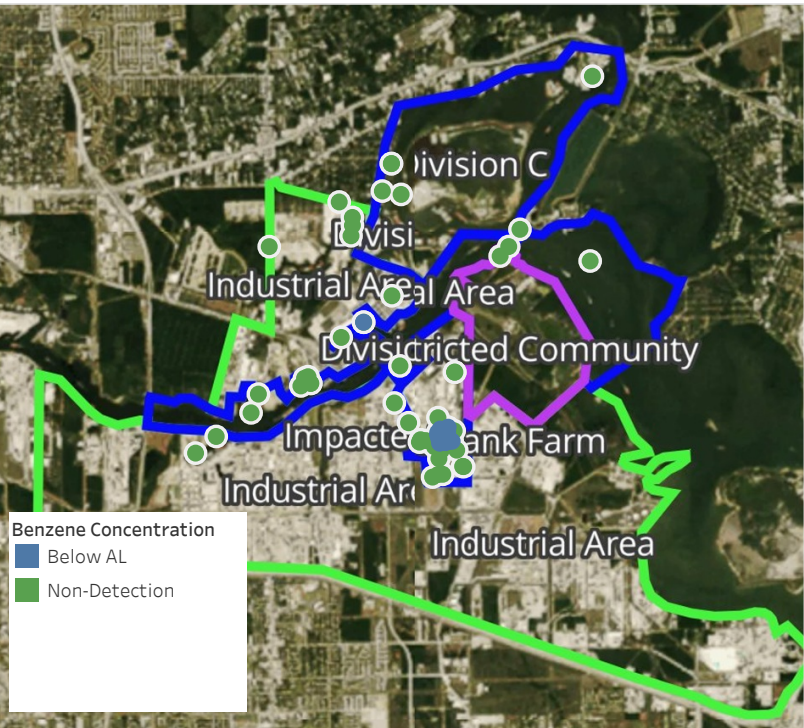 Division C
Divisi
Industrial Are
al Area
Divisi
tricted Community
Impacte
ank Farm
Industrial Are
Industrial Area
Benzene Concentration
Below AL
Non-Detection